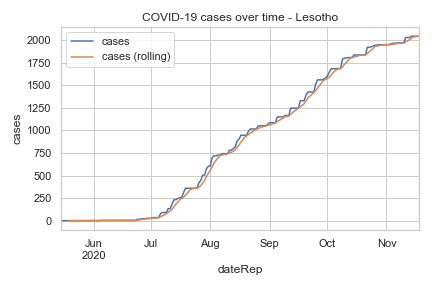 COVID-19 cases over time - Lesotho
cases
cases (rolling)
2000
1750
1500
1250
1000
750
500
250
0
cases
Jun
2020
Jul
Aug
Sep
Oct
Nov
dateRep